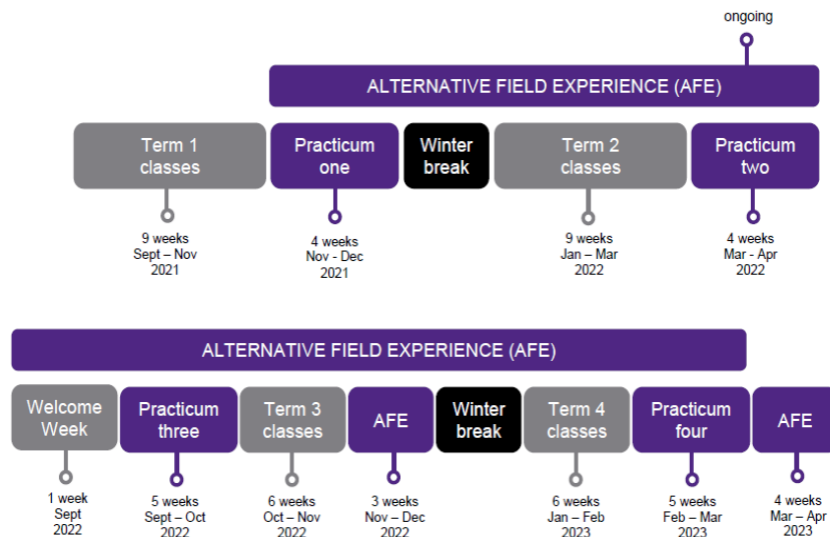 ongoing
ALTERNATIVE FIELD EXPERIENCE (AFE)
Term 1
classes
Practicum
one
Winter
break
Term 2
classes
Practicum
two
9 weeks
Sept – Nov
2021
4 weeks
Nov - Dec
2021
9 weeks
Jan – Mar
2022
4 weeks
Mar - Apr
2022
ALTERNATIVE FIELD EXPERIENCE (AFE)
Welcome
Week
Practicum
three
Term 3
classes
AFE
Winter
break
Term 4
classes
Practicum
four
AFE
1 week
Sept
2022
5 weeks
Sept – Oct
2022
6 weeks
Oct – Nov
2022
3 weeks
Nov – Dec
2022
6 weeks
Jan – Feb
2023
5 weeks
Feb – Mar
2023
4 weeks
Mar – Apr
2023